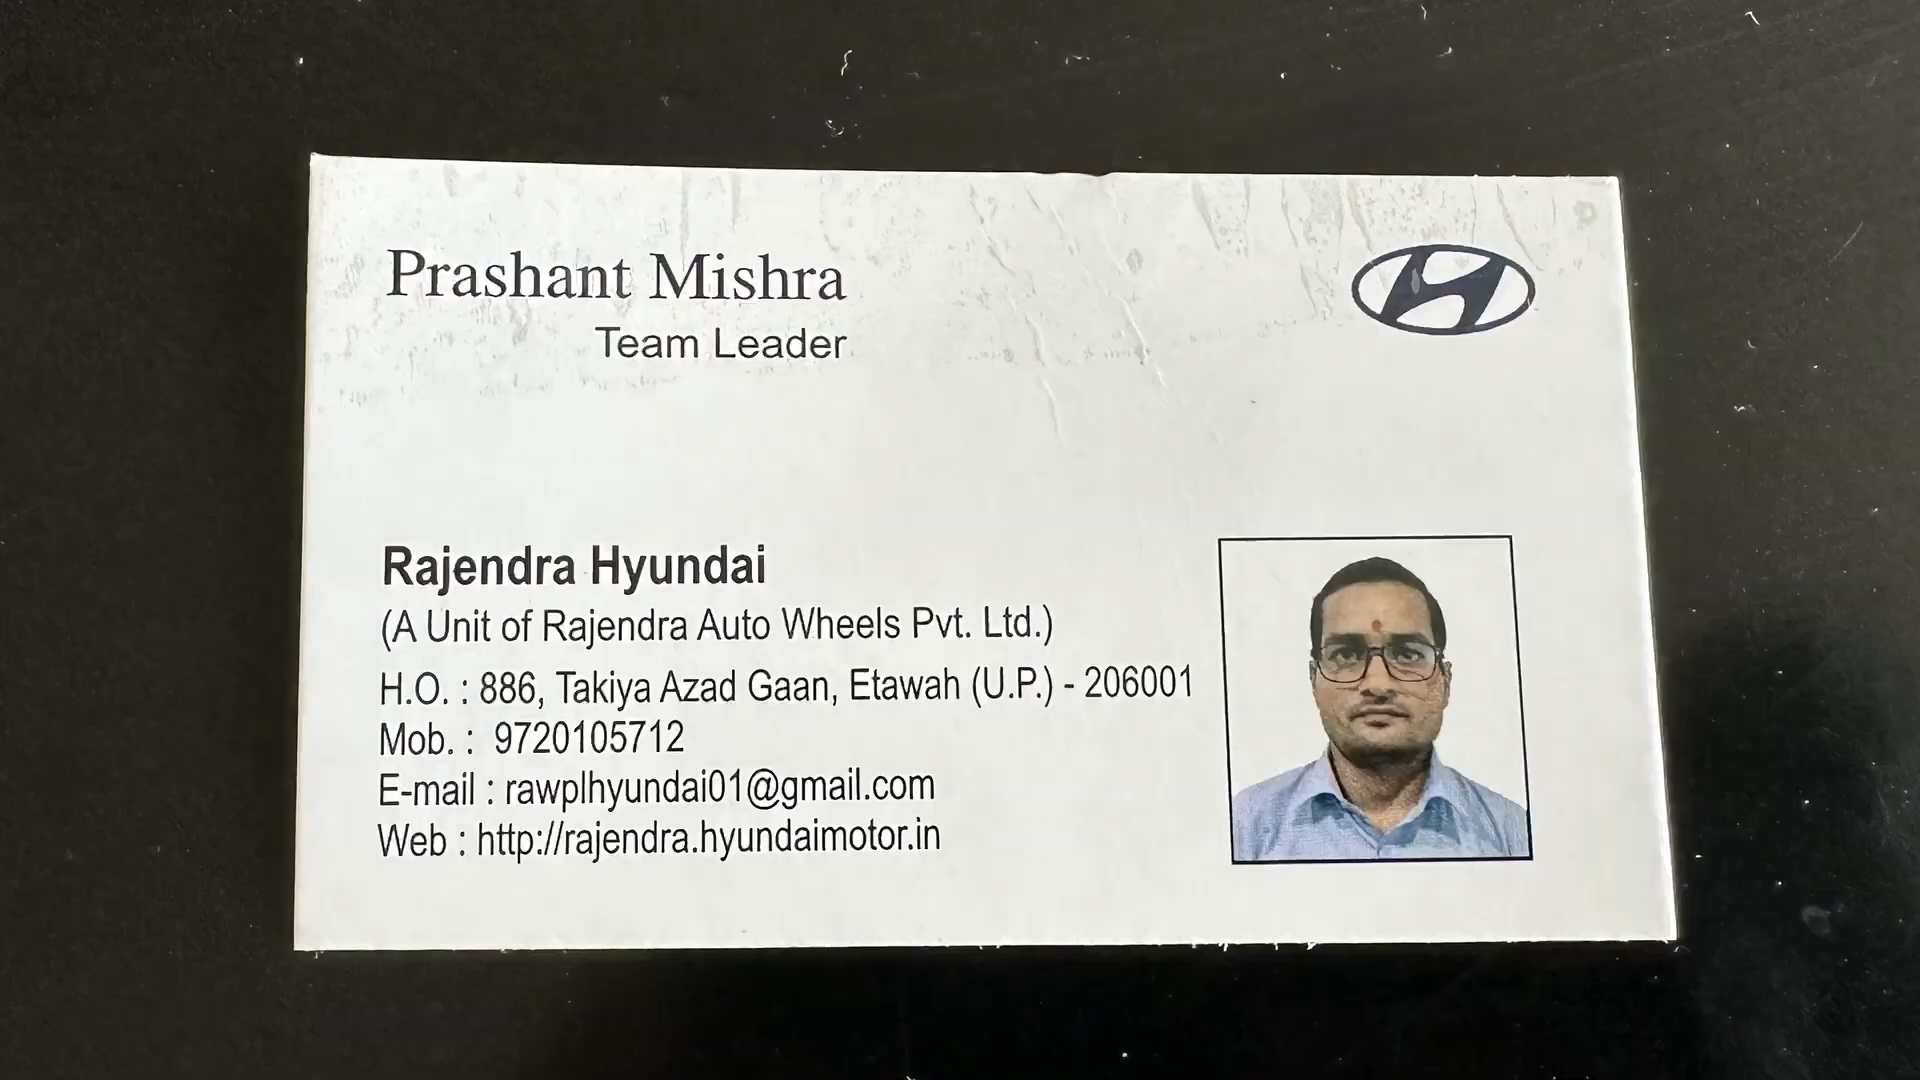 Prashant Mishra
Team Leader
Rajendra Hyundai
(A Unit of Rajendra Auto Wheels Pvt. Ltd.)
H.O. : 886, Takiya Azad Gaan, Etawah (U.P.) - 206001
Mob. : 9720105712
E-mail : rawplhyundai01@gmail.com
Web : http://rajendra.hyundaimotor.in